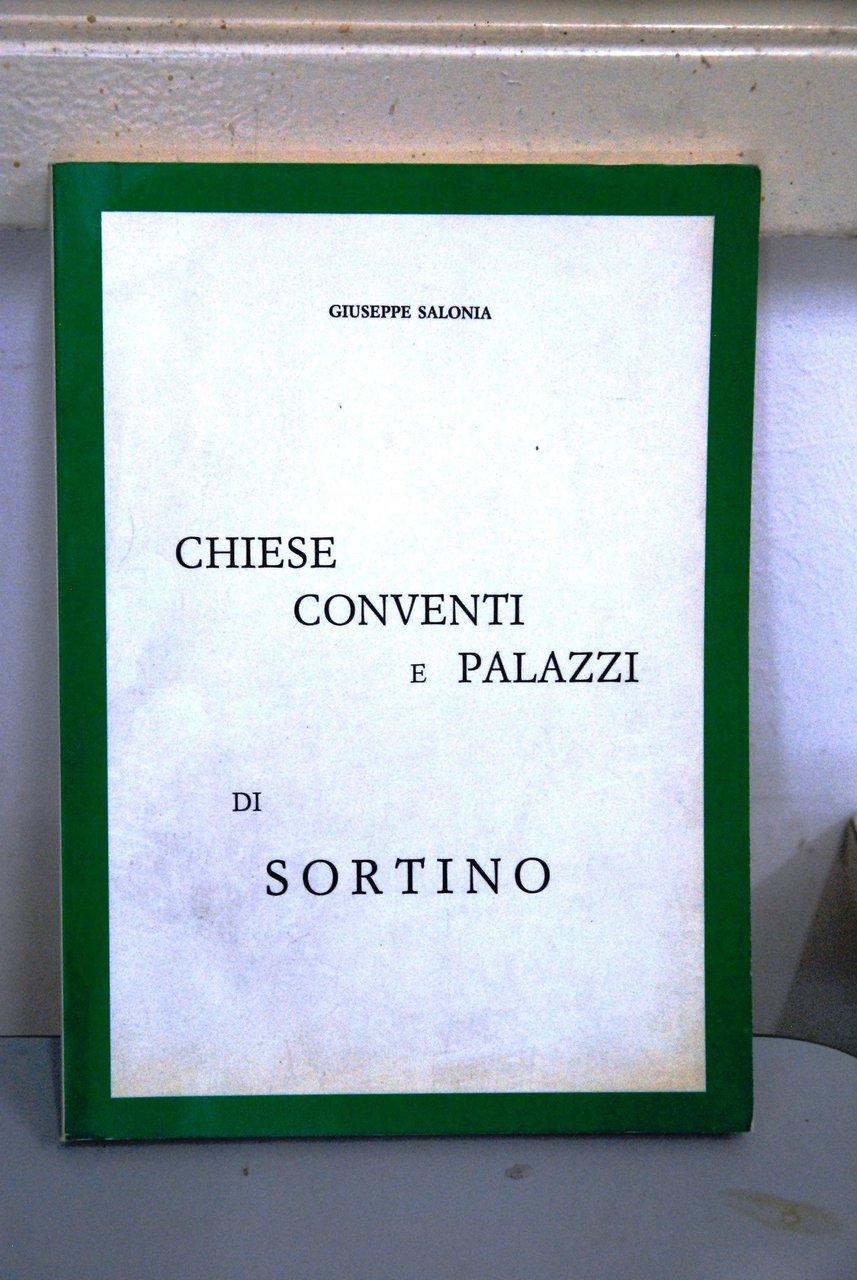 GIUSEPPE SALONIA
CHIESE
CONVENTI
E PALAZZI
DI
SORTINO